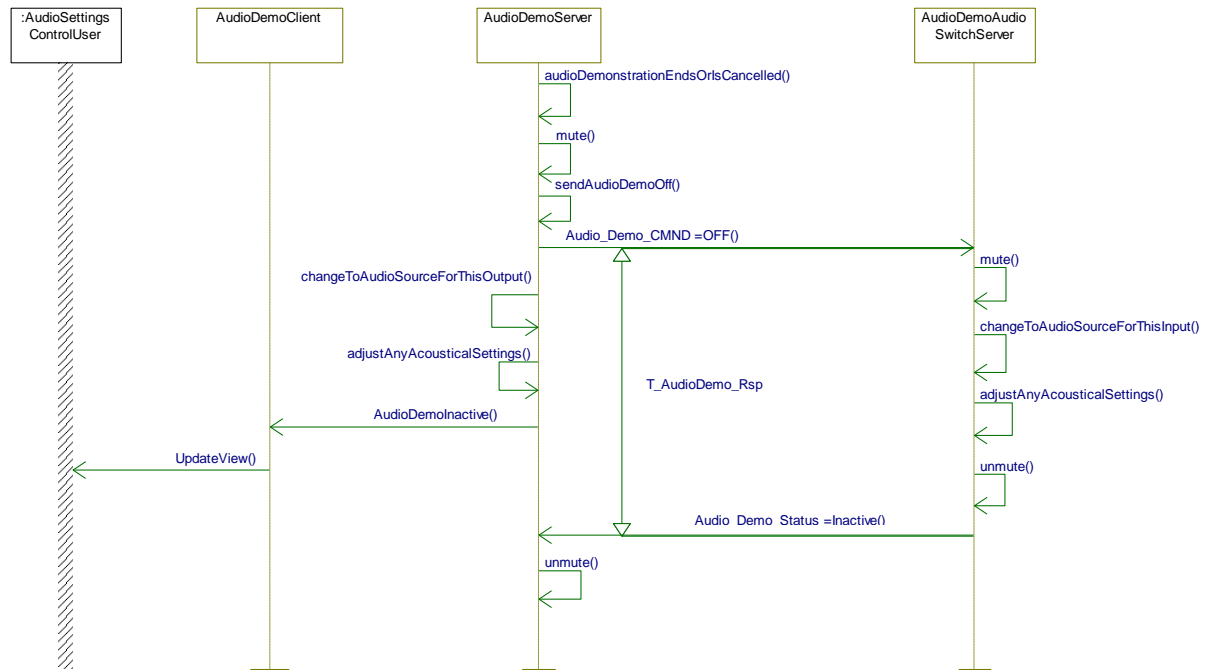 :AudioSettings
ControlUser
AudioDemoClient
AudioDemoServer
AudioDemoAudio
SwitchServer
audioDemonstrationEndsOrIsCancelled()
mute()
sendAudioDemoOff()
Audio_Demo_CMND =OFF()
mute()
changeToAudioSourceForThisOutput()
changeToAudioSourceForThisInput()
adjustAnyAcousticalSettings()
T_AudioDemo_Rsp
adjustAnyAcousticalSettings()
AudioDemoInactive()
UpdateView()
unmute()
Audio_Demo_Status =Inactive()
unmute()